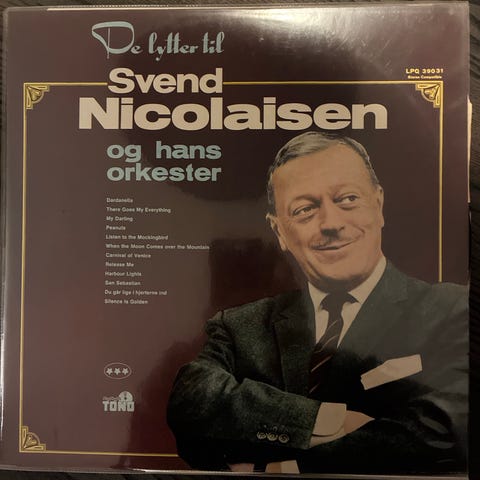 De lytter til
LPQ 39031
Stereo Compatible
Svend
Nicolaisen
og hans
orkester
Dardanella
There Goes My Everything
My Darling
Peanuts
Listen to the Mockingbird
When the Moon Comes over the Mountain
Carnival of Venice
Release Me
Harbour Lights
San Sebastian
Du går lige i hjerterne ind
Silence is Golden
TONO